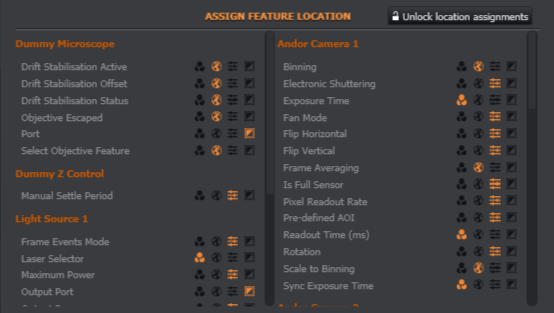 ASSIGN FEATURE LOCATION
Unlock location assignments
Dummy Microscope
Drift Stabilisation Active
Drift Stabilisation Offset
Drift Stabilisation Status
Objective Escaped
Port
Select Objective Feature
Dummy Z Control
Manual Settle Period
Light Source 1
Frame Events Mode
Laser Selector
Maximum Power
Output Port
Andor Camera 1
Binning
Electronic Shuttering
Exposure Time
Fan Mode
Flip Horizontal
Flip Vertical
Frame Averaging
Is Full Sensor
Pixel Readout Rate
Pre-defined AOI
Readout Time (ms)
Rotation
Scale to Binning
Sync Exposure Time